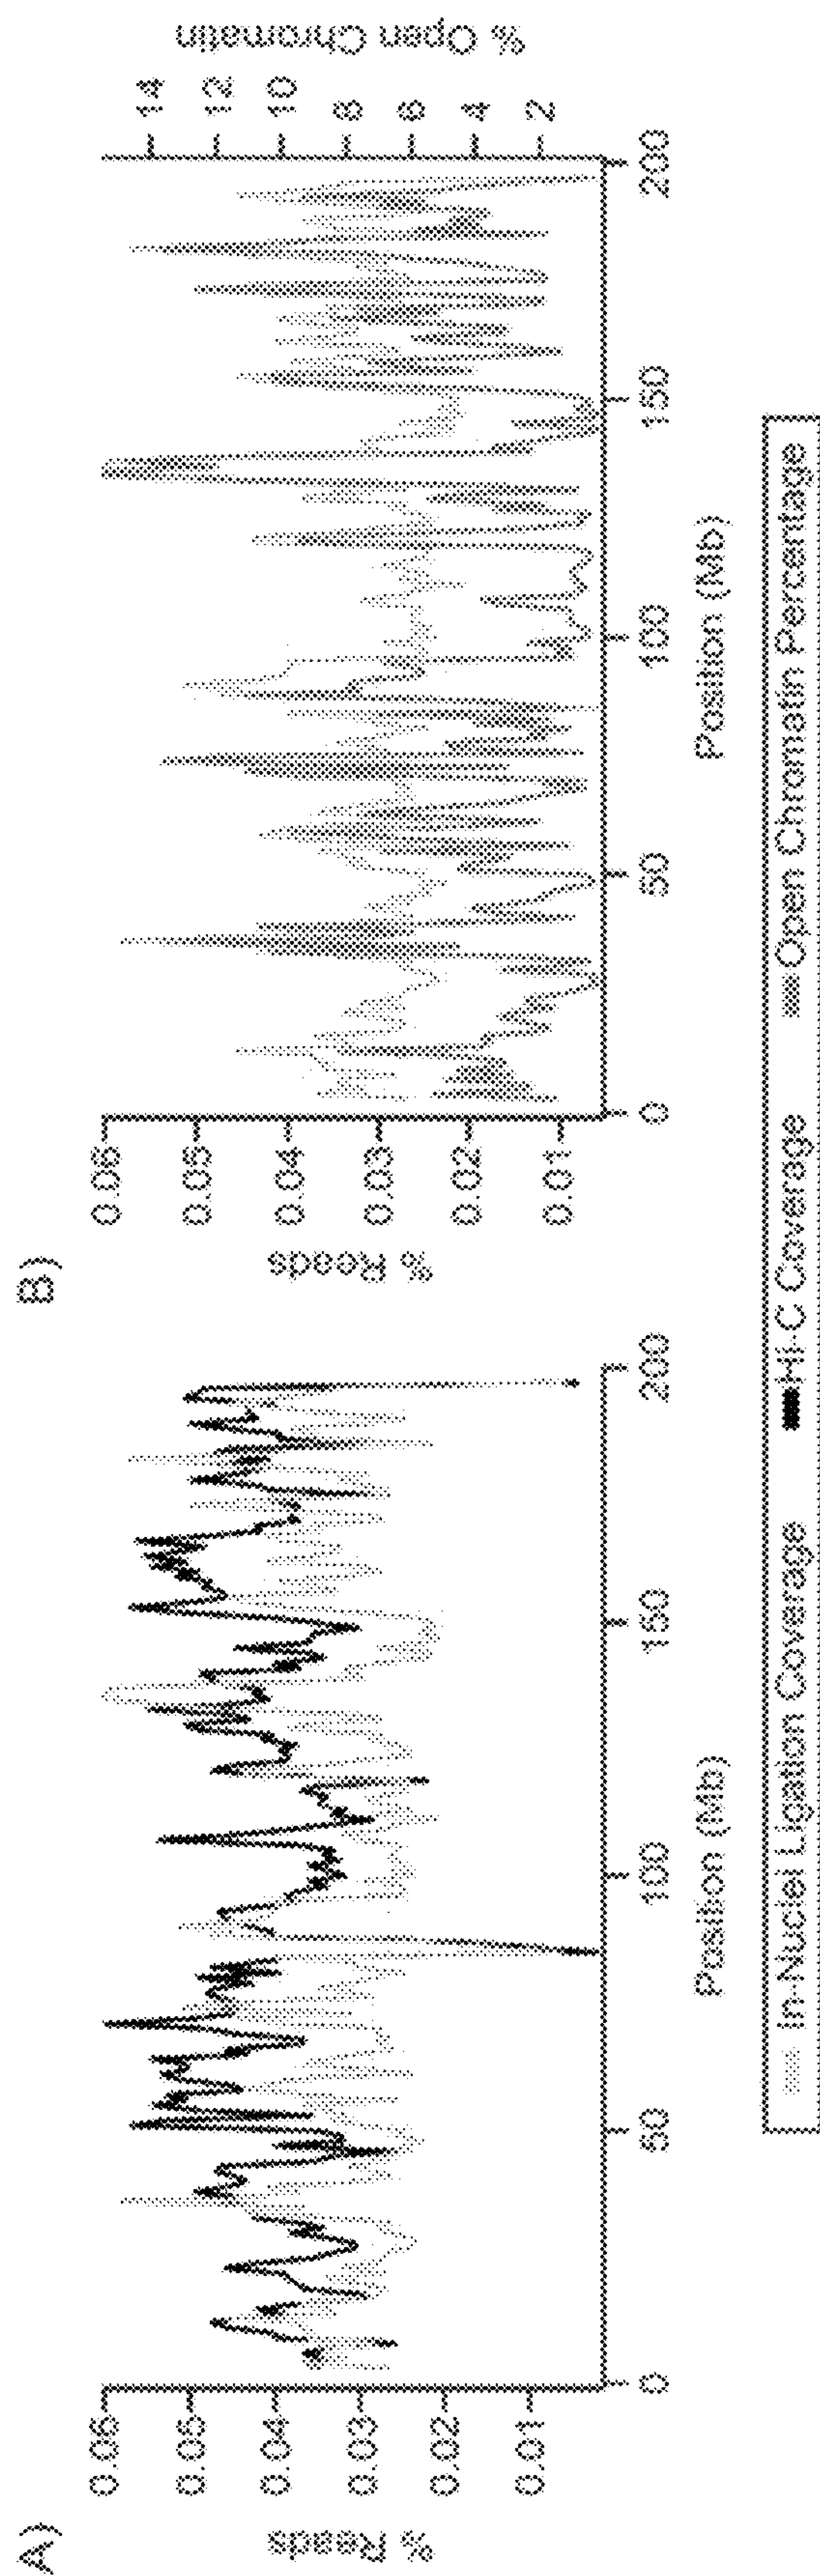 A)
% Reads
0.06
0.05
0.04
0.03
0.02
0.01
0
50
100
150
200
Position (Mb)
B)
% Reads
0.06
0.05
0.04
0.03
0.02
0.01
0
50
100
150
200
Position (Mb)
14
12
10
8
6
4
2
% Open Chromatin
In-Nuclei Ligation Coverage
Hi-C Coverage
Open Chromatin Percentage